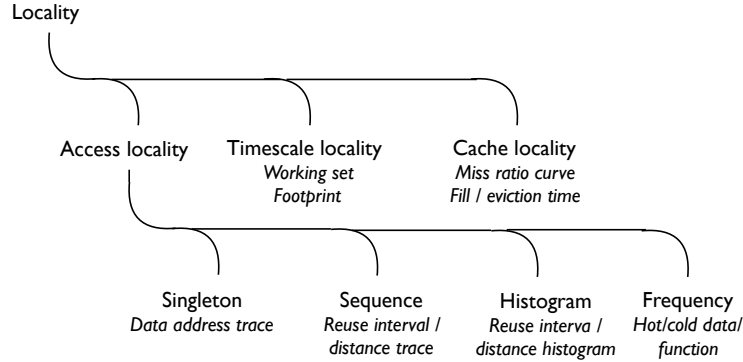 Locality
Access locality
Timescale locality
Working set
Footprint
Cache locality
Miss ratio curve
Fill / eviction time
Singleton
Data address trace
Sequence
Reuse interval /
distance trace
Histogram
Reuse interva /
distance histogram
Frequency
Hot/cold data/
function